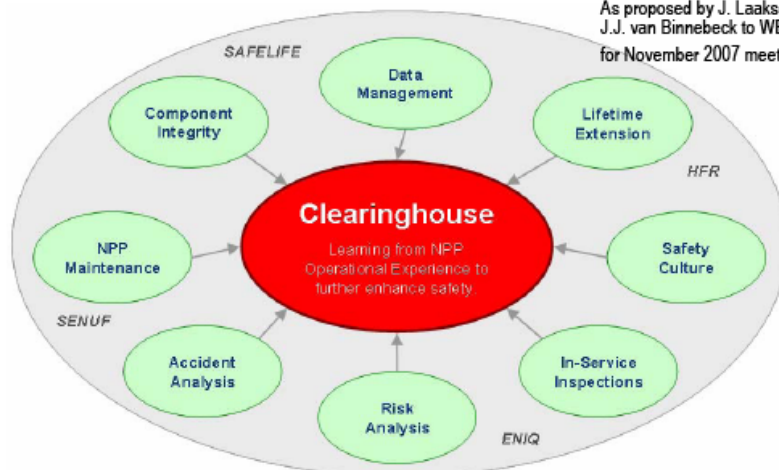 As proposed by J. Laaks
J.J. van Binnebeck to WE
for November 2007 meet
SAFELIFE
Data
Management
Component
Integrity
Lifetime
Extension
HFR
Clearinghouse
Learning from NPP
Operational Experience to
further enhance safety.
NPP
Maintenance
Safety
Culture
SENUF
Accident
Analysis
In-Service
Inspections
Risk
Analysis
ENIQ